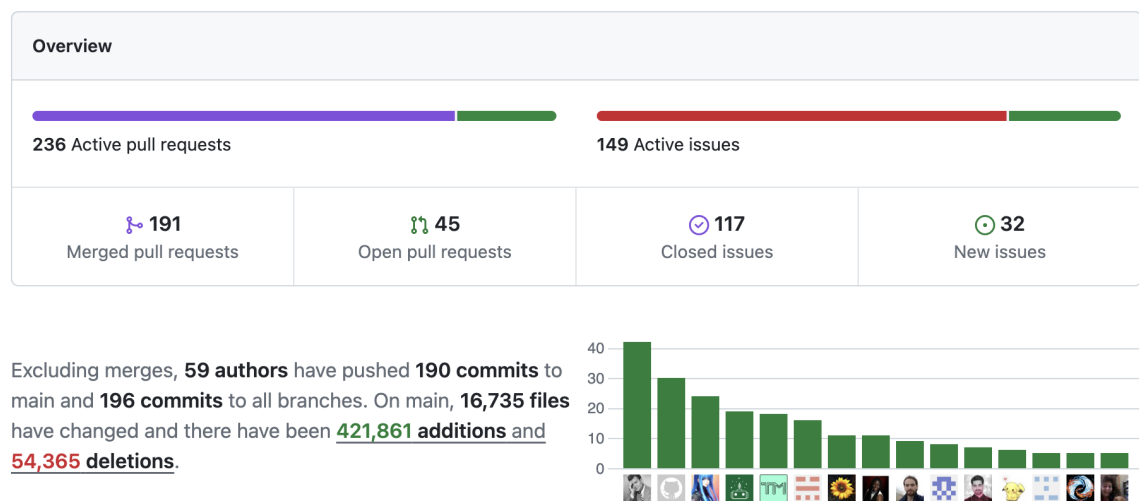 Overview
236 Active pull requests
149 Active issues
191
Merged pull requests
45
Open pull requests
117
Closed issues
32
New issues
Excluding merges, 59 authors have pushed 190 commits to
main and 196 commits to all branches. On main, 16,735 files
have changed and there have been 421,861 additions and
54,365 deletions.
40
30
20
10
0
TM